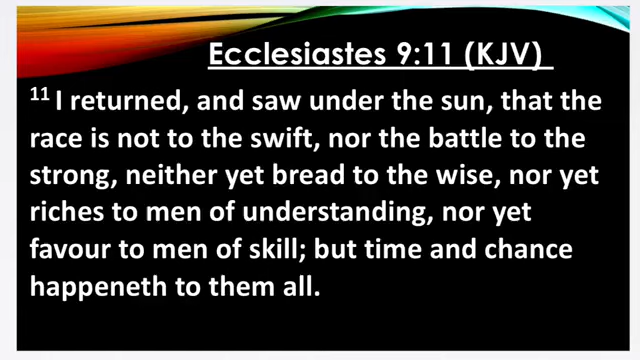 Ecclesiastes 9:11 (KJV)
11 I returned, and saw under the sun, that the
race is not to the swift, nor the battle to the
strong, neither yet bread to the wise, nor yet
riches to men of understanding, nor yet
favour to men of skill; but time and chance
happeneth to them all.